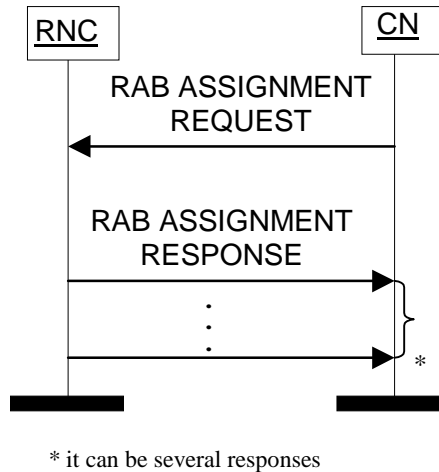 RNC
CN
RAB ASSIGNMENT
REQUEST
RAB ASSIGNMENT
RESPONSE
*
* it can be several responses